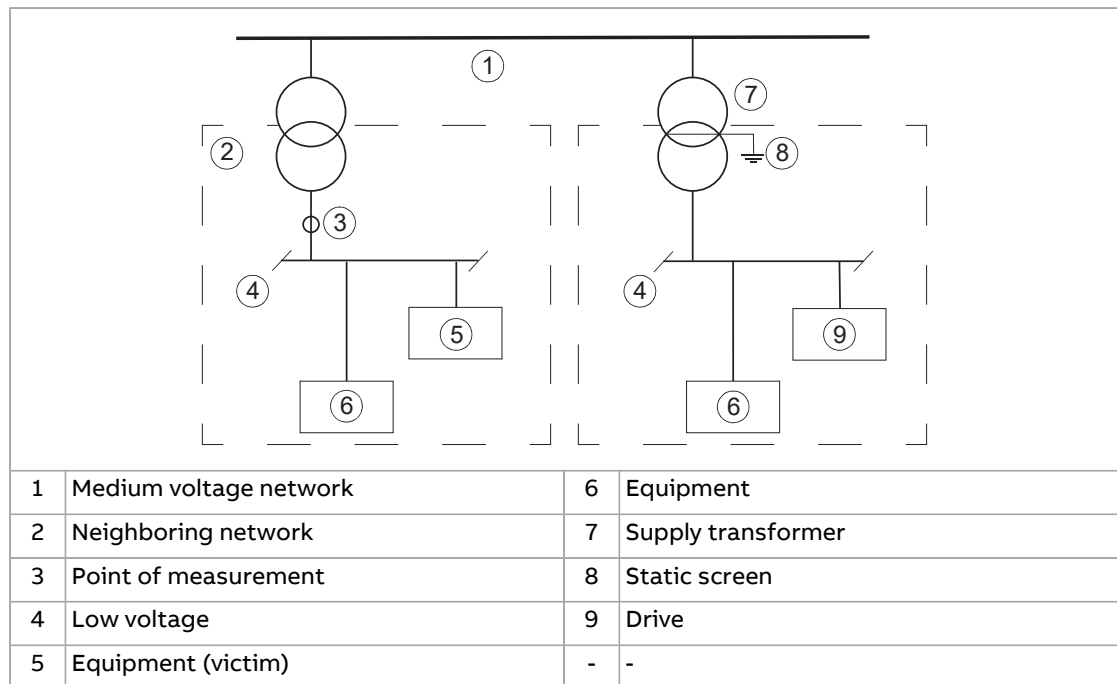 1
7
2
8
3
4
4
5
9
6
6
1 Medium voltage network 6 Equipment
2 Neighboring network 7 Supply transformer
3 Point of measurement 8 Static screen
4 Low voltage 9 Drive
5 Equipment (victim) - -